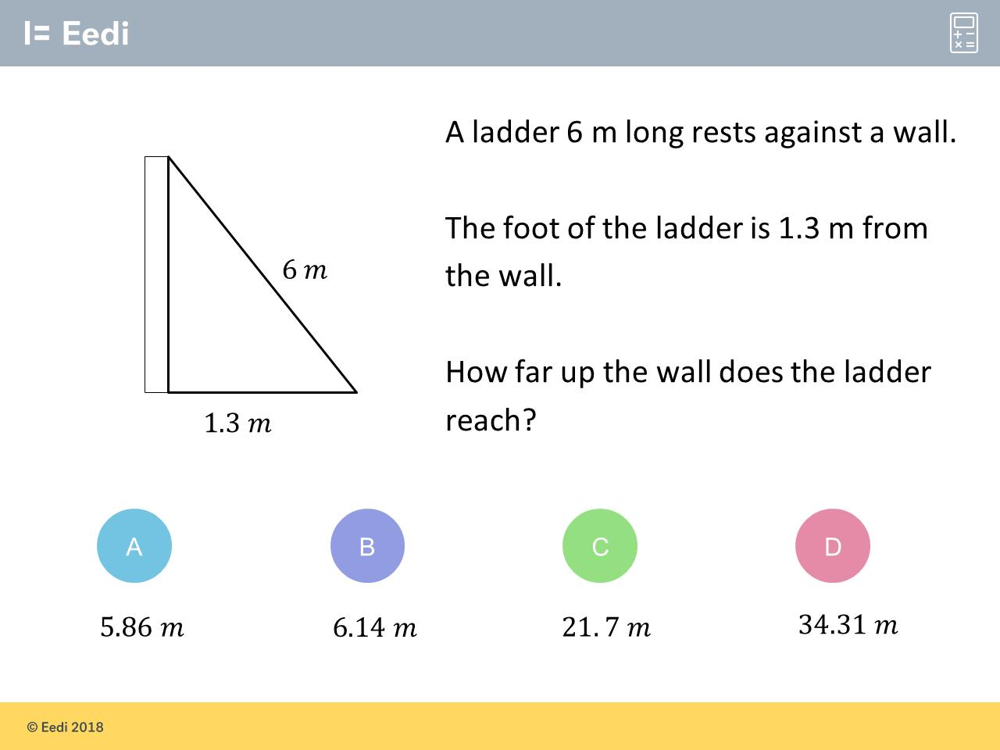 Eedi
A ladder 6 m long rests against a wall.
The foot of the ladder is 1.3 m from
the wall.
How far up the wall does the ladder
reach?
6 m
1.3 m
A
B
C
D
5.86 m
6.14 m
21.7 m
34.31 m
© Eedi 2018